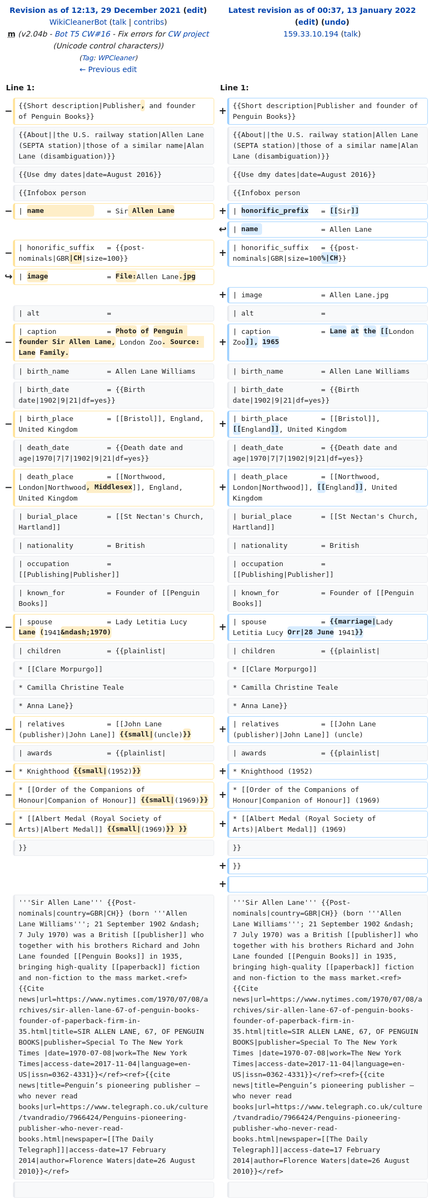 Revision as of 12:13, 29 December 2021 (edit)
WikiCleanerBot (talk | contribs)
m (v2.04b - Bot T5 CW#16 - Fix errors for CW project
(Unicode control characters))
(Tag: WPCleaner)
← Previous edit
Latest revision as of 00:37, 13 January 2022
(edit) (undo)
159.33.10.194 (talk)
Line 1:
Line 1:
− {{Short description|Publisher, and founder
of Penguin Books}}
+ {{Short description|Publisher and founder of
Penguin Books}}
{{About||the U.S. railway station|Allen Lane
(SEPTA station)|those of a similar name|Alan
Lane (disambiguation)}}
{{About||the U.S. railway station|Allen Lane
(SEPTA station)|those of a similar name|Alan
Lane (disambiguation)}}
{{Use dmy dates|date=August 2016}}
{{Use dmy dates|date=August 2016}}
{{Infobox person
{{Infobox person
− | name = Sir Allen Lane
+ | honorific_prefix = [[Sir]]
↩ | name = Allen Lane
− | honorific_suffix = {{post-
nominals|GBR|CH|size=100}}
+ | honorific_suffix = {{post-
nominals|GBR|size=100%|CH}}
↪ | image = File:Allen Lane.jpg
+ | image = Allen Lane.jpg
| alt =
| alt =
− | caption = Photo of Penguin
founder Sir Allen Lane, London Zoo. Source:
Lane Family.
+ | caption = Lane at the [[London
Zoo]], 1965
| birth_name = Allen Lane Williams
| birth_name = Allen Lane Williams
| birth_date = {{Birth
date|1902|9|21|df=yes}}
| birth_date = {{Birth
date|1902|9|21|df=yes}}
− | birth_place = [[Bristol]], England,
United Kingdom
+ | birth_place = [[Bristol]],
[[England]], United Kingdom
| death_date = {{Death date and
age|1970|7|7|1902|9|21|df=yes}}
| death_date = {{Death date and
age|1970|7|7|1902|9|21|df=yes}}
− | death_place = [[Northwood,
London|Northwood, Middlesex]], England,
United Kingdom
+ | death_place = [[Northwood,
London|Northwood]], [[England]], United
Kingdom
| burial_place = [[St Nectan's Church,
Hartland]]
| burial_place = [[St Nectan's Church,
Hartland]]
| nationality = British
| nationality = British
| occupation =
[[Publishing|Publisher]]
| occupation =
[[Publishing|Publisher]]
| known_for = Founder of [[Penguin
Books]]
| known_for = Founder of [[Penguin
Books]]
− | spouse = Lady Letitia Lucy
Lane (1941&ndash;1970)
+ | spouse = {{marriage|Lady
Letitia Lucy Orr|28 June 1941}}
| children = {{plainlist|
| children = {{plainlist|
* [[Clare Morpurgo]]
* [[Clare Morpurgo]]
* Camilla Christine Teale
* Camilla Christine Teale
* Anna Lane}}
* Anna Lane}}
− | relatives = [[John Lane
(publisher)|John Lane]] {{small|(uncle)}}
+ | relatives = [[John Lane
(publisher)|John Lane]] (uncle)
| awards = {{plainlist|
| awards = {{plainlist|
− * Knighthood {{small|(1952)}}
+ * Knighthood (1952)
− * [[Order of the Companions of
Honour|Companion of Honour]] {{small|(1969)}}
+ * [[Order of the Companions of
Honour|Companion of Honour]] (1969)
− * [[Albert Medal (Royal Society of
Arts)|Albert Medal]] {{small|(1969)}} }}
+ * [[Albert Medal (Royal Society of
Arts)|Albert Medal]] (1969)
}}
}}
+ }}
+
'''Sir Allen Lane''' {{Post-
nominals|country=GBR|CH}} (born '''Allen
Lane Williams'''; 21 September 1902 &ndash;
7 July 1970) was a British [[publisher]] who
together with his brothers Richard and John
Lane founded [[Penguin Books]] in 1935,
bringing high-quality [[paperback]] fiction
and non-fiction to the mass market.<ref>
{{Cite
news|url=https://www.nytimes.com/1970/07/08/a
rchives/sir-allen-lane-67-of-penguin-books-
founder-of-paperback-firm-in-
35.html|title=SIR ALLEN LANE, 67, OF PENGUIN
BOOKS|publisher=Special To The New York
Times |date=1970-07-08|work=The New York
Times|access-date=2017-11-04|language=en-
US|issn=0362-4331}}</ref><ref>{{cite
news|title=Penguin's pioneering publisher –
who never read
books|url=https://www.telegraph.co.uk/culture
/tvandradio/7966424/Penguins-pioneering-
publisher-who-never-read-
books.html|newspaper=[[The Daily
Telegraph]]|access-date=17 February
2014|author=Florence Waters|date=26 August
2010}}</ref>
'''Sir Allen Lane''' {{Post-
nominals|country=GBR|CH}} (born '''Allen
Lane Williams'''; 21 September 1902 &ndash;
7 July 1970) was a British [[publisher]] who
together with his brothers Richard and John
Lane founded [[Penguin Books]] in 1935,
bringing high-quality [[paperback]] fiction
and non-fiction to the mass market.<ref>
{{Cite
news|url=https://www.nytimes.com/1970/07/08/a
rchives/sir-allen-lane-67-of-penguin-books-
founder-of-paperback-firm-in-
35.html|title=SIR ALLEN LANE, 67, OF PENGUIN
BOOKS|publisher=Special To The New York
Times |date=1970-07-08|work=The New York
Times|access-date=2017-11-04|language=en-
US|issn=0362-4331}}</ref><ref>{{cite
news|title=Penguin's pioneering publisher –
who never read
books|url=https://www.telegraph.co.uk/culture
/tvandradio/7966424/Penguins-pioneering-
publisher-who-never-read-
books.html|newspaper=[[The Daily
Telegraph]]|access-date=17 February
2014|author=Florence Waters|date=26 August
2010}}</ref>